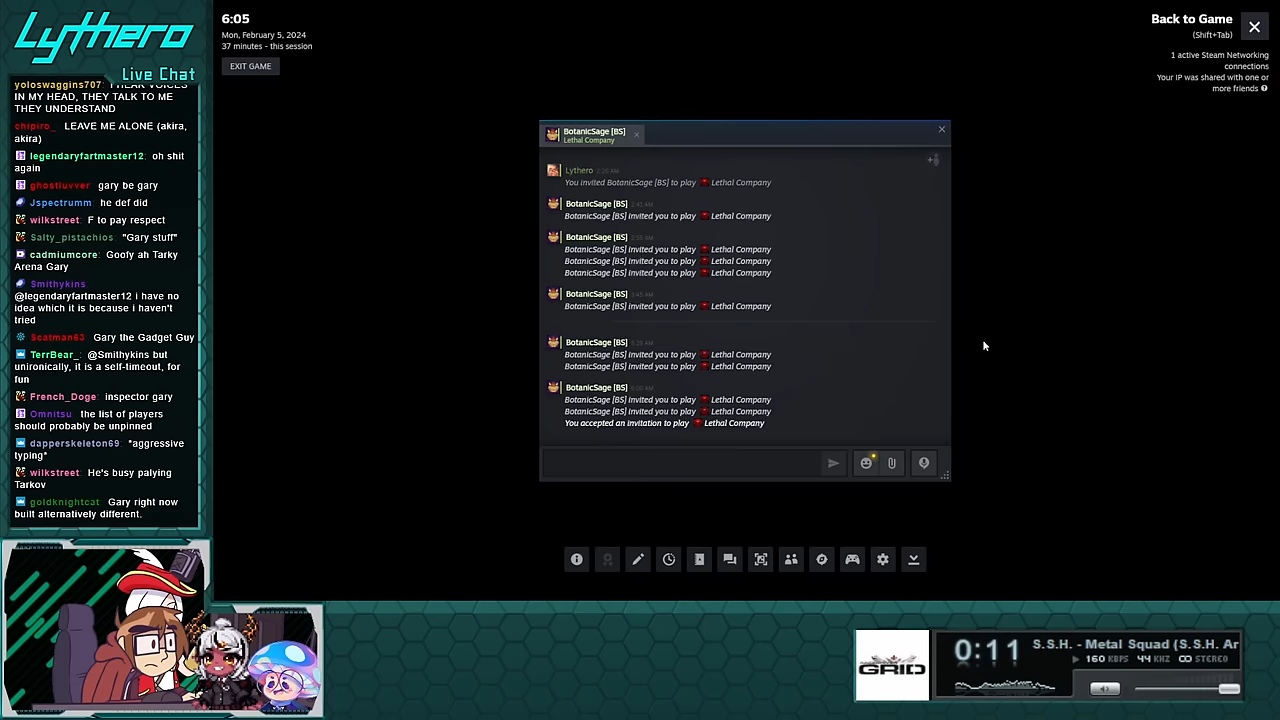 Lythero
Live Chat
yoloswaggins707: I HEAR VOICES
IN MY HEAD, THEY TALK TO ME
THEY UNDERSTAND
chipiro_ LEAVE ME ALONE (akira,
akira)
legendaryfartmaster12: oh shit
again
ghostluvver gary be gary
Jspectrumm: he def did
wilkstreet: F to pay respect
Salty_pistachios: "Gary stuff"
cadmiumcore: Goofy ah Tarky
Arena Gary
Smithykins:
@legendaryfartmaster12 i have no
idea which it is because i haven't
tried
Scatman63 Gary the Gadget Guy
TerrBear_: @Smithykins but
unironically, it is a self-timeout, for
fun
French_Doge: inspector gary
Omnitsu the list of players
should probably be unpinned
dapperskeleton69: *aggressive
typing*
wilkstreet: He's busy palying
Tarkov
goldknightcat Gary right now
built alternatively different.
6:05
Mon, February 5, 2024
37 minutes - this session
EXIT GAME
Back to Game
(Shift+Tab)
1 active Steam Networking
connections
Your IP was shared with one or
more friends
BotanicSage [BS]
Lethal Company
Lythero
You invited BotanicSage [BS] to play Lethal Company
BotanicSage [BS]
BotanicSage [BS] invited you to play Lethal Company
BotanicSage [BS]
BotanicSage [BS] invited you to play Lethal Company
BotanicSage [BS] invited you to play Lethal Company
BotanicSage [BS] invited you to play Lethal Company
BotanicSage [BS]
BotanicSage [BS] invited you to play Lethal Company
BotanicSage [BS]
BotanicSage [BS] invited you to play Lethal Company
BotanicSage [BS] invited you to play Lethal Company
BotanicSage [BS]
BotanicSage [BS] invited you to play Lethal Company
BotanicSage [BS] invited you to play Lethal Company
You accepted an invitation to play Lethal Company
GRID
0:11
S.S.H. - Metal Squad (S.S.H. Ar
160 KBPS 44 KHZ STEREO